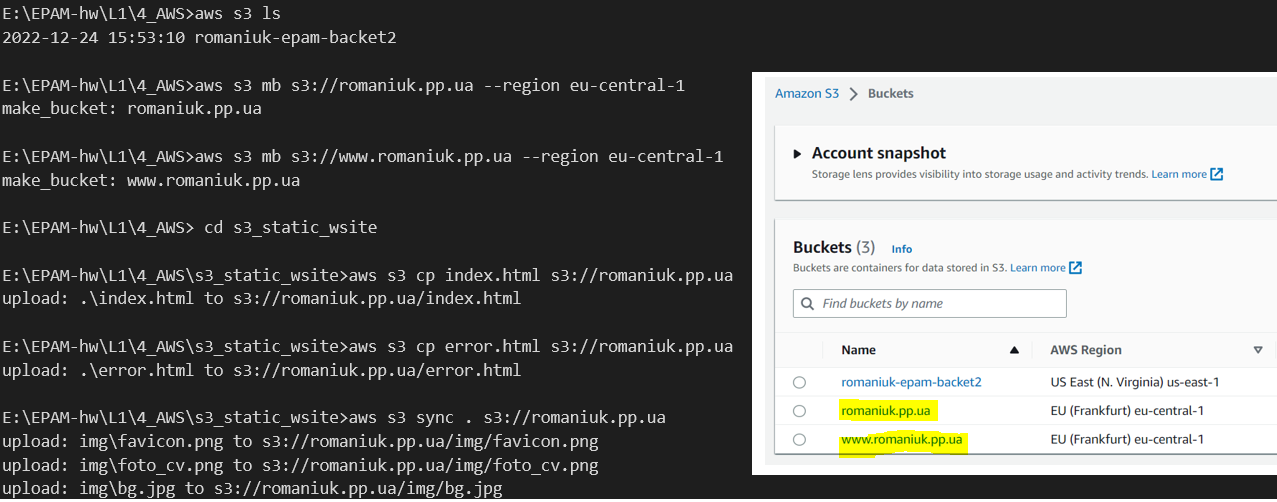 E:\EPAM-hw\L1\4_AWS>aws s3 ls
2022-12-24 15:53:10 romaniuk-epam-backet2
E:\EPAM-hw\L1\4_AWS>aws s3 mb s3://romaniuk.pp.ua --region eu-central-1
make_bucket: romaniuk.pp.ua
E:\EPAM-hw\L1\4_AWS>aws s3 mb s3://www.romaniuk.pp.ua --region eu-central-1
make_bucket: www.romaniuk.pp.ua
E:\EPAM-hw\L1\4_AWS> cd s3_static_wsite
E:\EPAM-hw\L1\4_AWS\s3_static_wsite>aws s3 cp index.html s3://romaniuk.pp.ua
upload: .\index.html to s3://romaniuk.pp.ua/index.html
E:\EPAM-hw\L1\4_AWS\s3_static_wsite>aws s3 cp error.html s3://romaniuk.pp.ua
upload: .\error.html to s3://romaniuk.pp.ua/error.html
E:\EPAM-hw\L1\4_AWS\s3_static_wsite>aws s3 sync . s3://romaniuk.pp.ua
upload: img\favicon.png to s3://romaniuk.pp.ua/img/favicon.png
upload: img\foto_cv.png to s3://romaniuk.pp.ua/img/foto_cv.png
upload: img\bg.jpg to s3://romaniuk.pp.ua/img/bg.jpg
Amazon S3 > Buckets
Account snapshot
Storage lens provides visibility into storage usage and activity trends. Learn more
Buckets (3) Info
Buckets are containers for data stored in S3. Learn more
Find buckets by name
Name AWS Region
romaniuk-epam-backet2 US East (N. Virginia) us-east-1
romaniuk.pp.ua EU (Frankfurt) eu-central-1
www.romaniuk.pp.ua EU (Frankfurt) eu-central-1